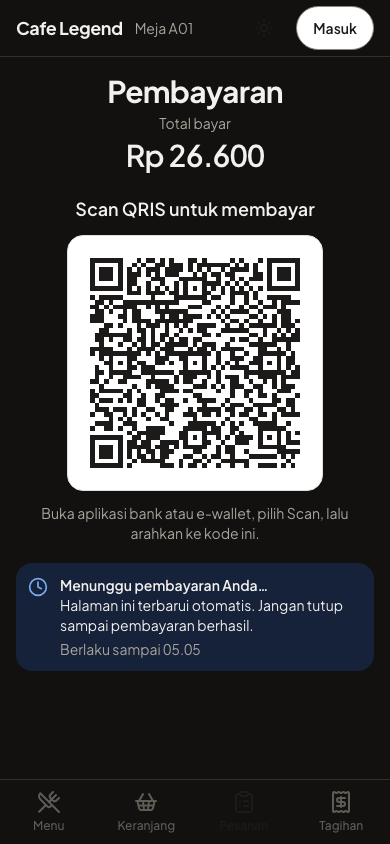 Cafe Legend Meja A01 Masuk
Pembayaran
Total bayar
Rp 26.600
Scan QRIS untuk membayar
Buka aplikasi bank atau e-wallet, pilih Scan, lalu
arahkan ke kode ini.
Menunggu pembayaran Anda…
Halaman ini terbarui otomatis. Jangan tutup
sampai pembayaran berhasil.
Berlaku sampai 05.05
Menu Keranjang Pesanan Tagihan